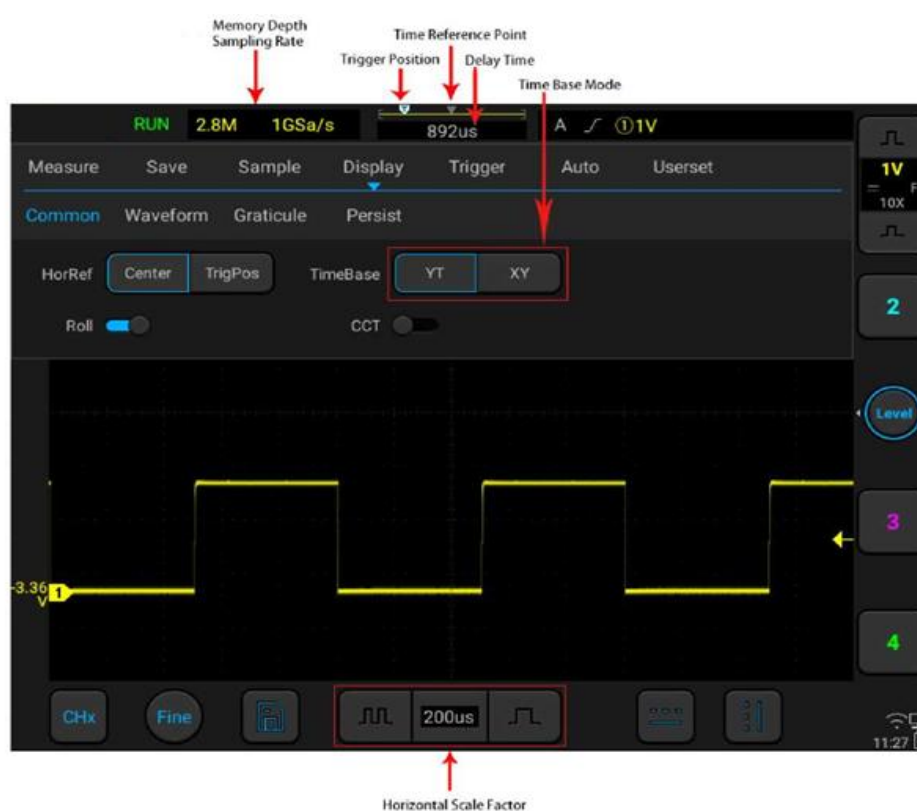 Memory Depth
Sampling Rate
Time Reference Point
Trigger Position
Delay Time
Time Base Mode
RUN 2.8M 1GSa/s 892us A 1 1V
Measure Save Sample Display Trigger Auto Userset
Common Waveform Graticule Persist
HorRef Center TrigPos TimeBase YT XY
Roll CCT
1V
F
10X
2
Level
3
-3.36
V
1
4
CHx Fine 200us
11:27
Horizontal Scale Factor